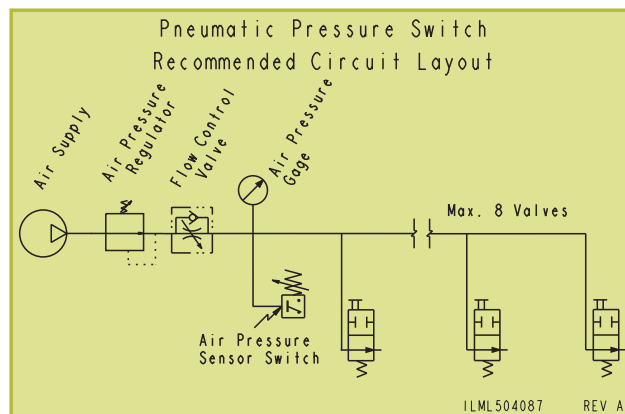 Pneumatic Pressure Switch
Recommended Circuit Layout
Air Supply
Air Pressure
Regulator
Flow Control
Valve
Air Pressure
Gage
Max. 8 Valves
Air Pressure
Sensor Switch
ILML504087 REV A